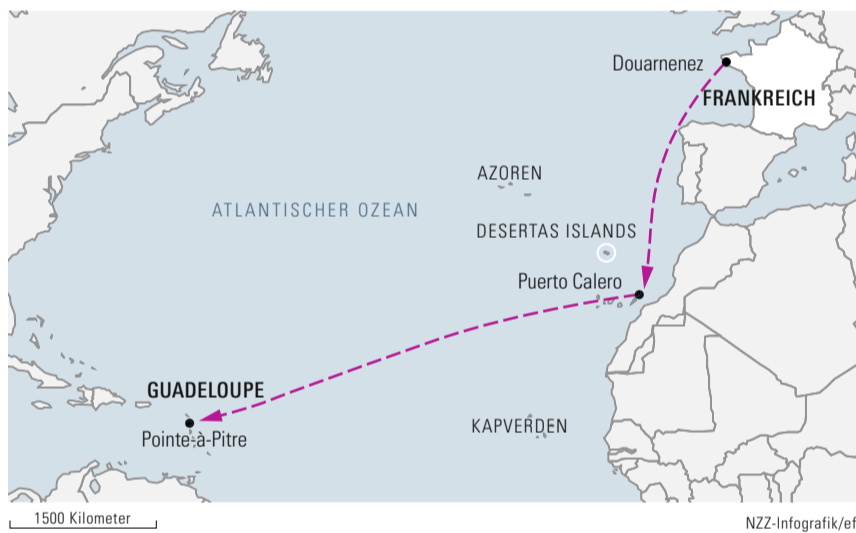 Douarnenez
FRANKREICH
AZOREN
ATLANTISCHER OZEAN
DESERTAS ISLANDS
Puerto Calero
GUADELOUPE
Pointe-à-Pitre
KAPVERDEN
1500 Kilometer
NZZ-Infografik/ef